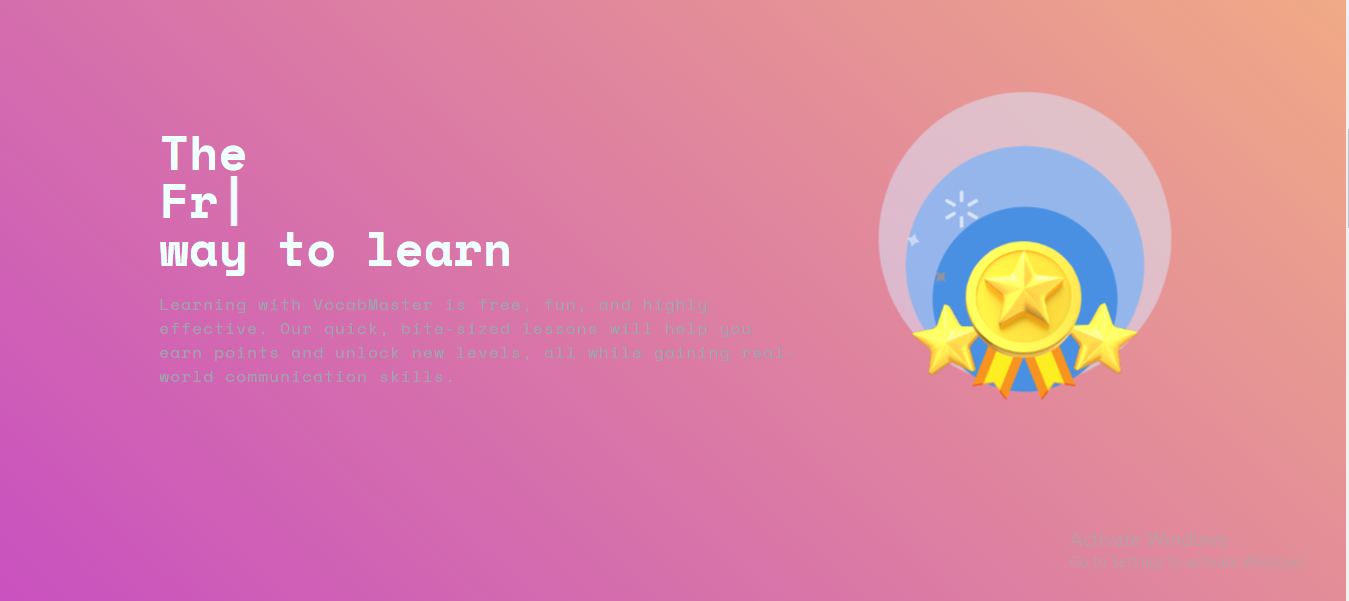 The
Fr|
way to learn
Learning with VocabMaster is free, fun, and highly
effective. Our quick, bite-sized lessons will help you
earn points and unlock new levels, all while gaining real
world communication skills.
Activate Windows
Go to Settings to activate Windows.